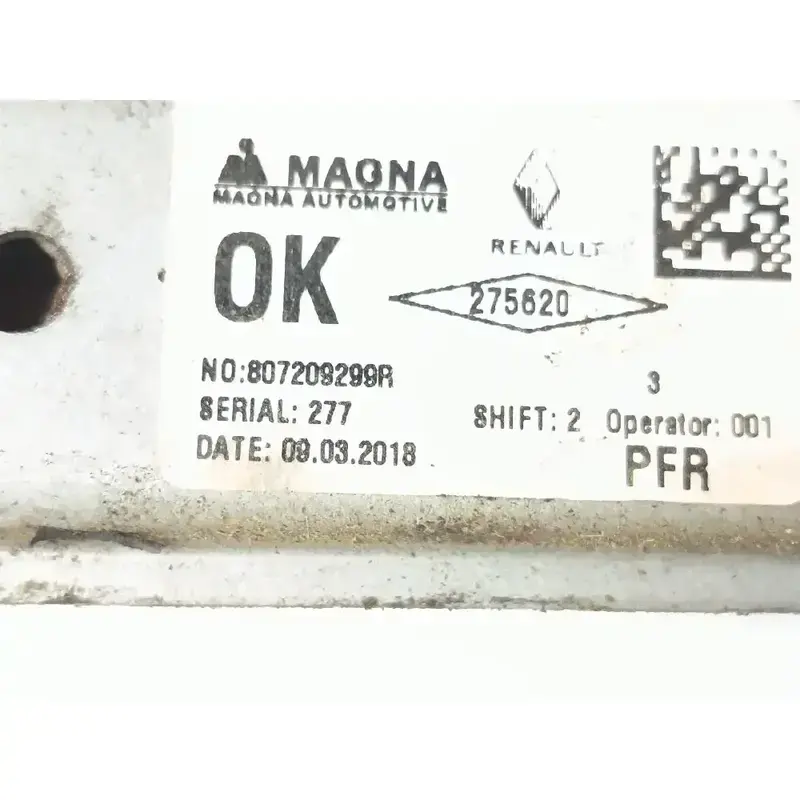 MAGNA
MAGNA AUTOMOTIVE
RENAULT
OK
275620
NO:807209299R
3
SERIAL: 277
SHIFT: 2 Operator: 001
DATE: 09.03.2018
PFR